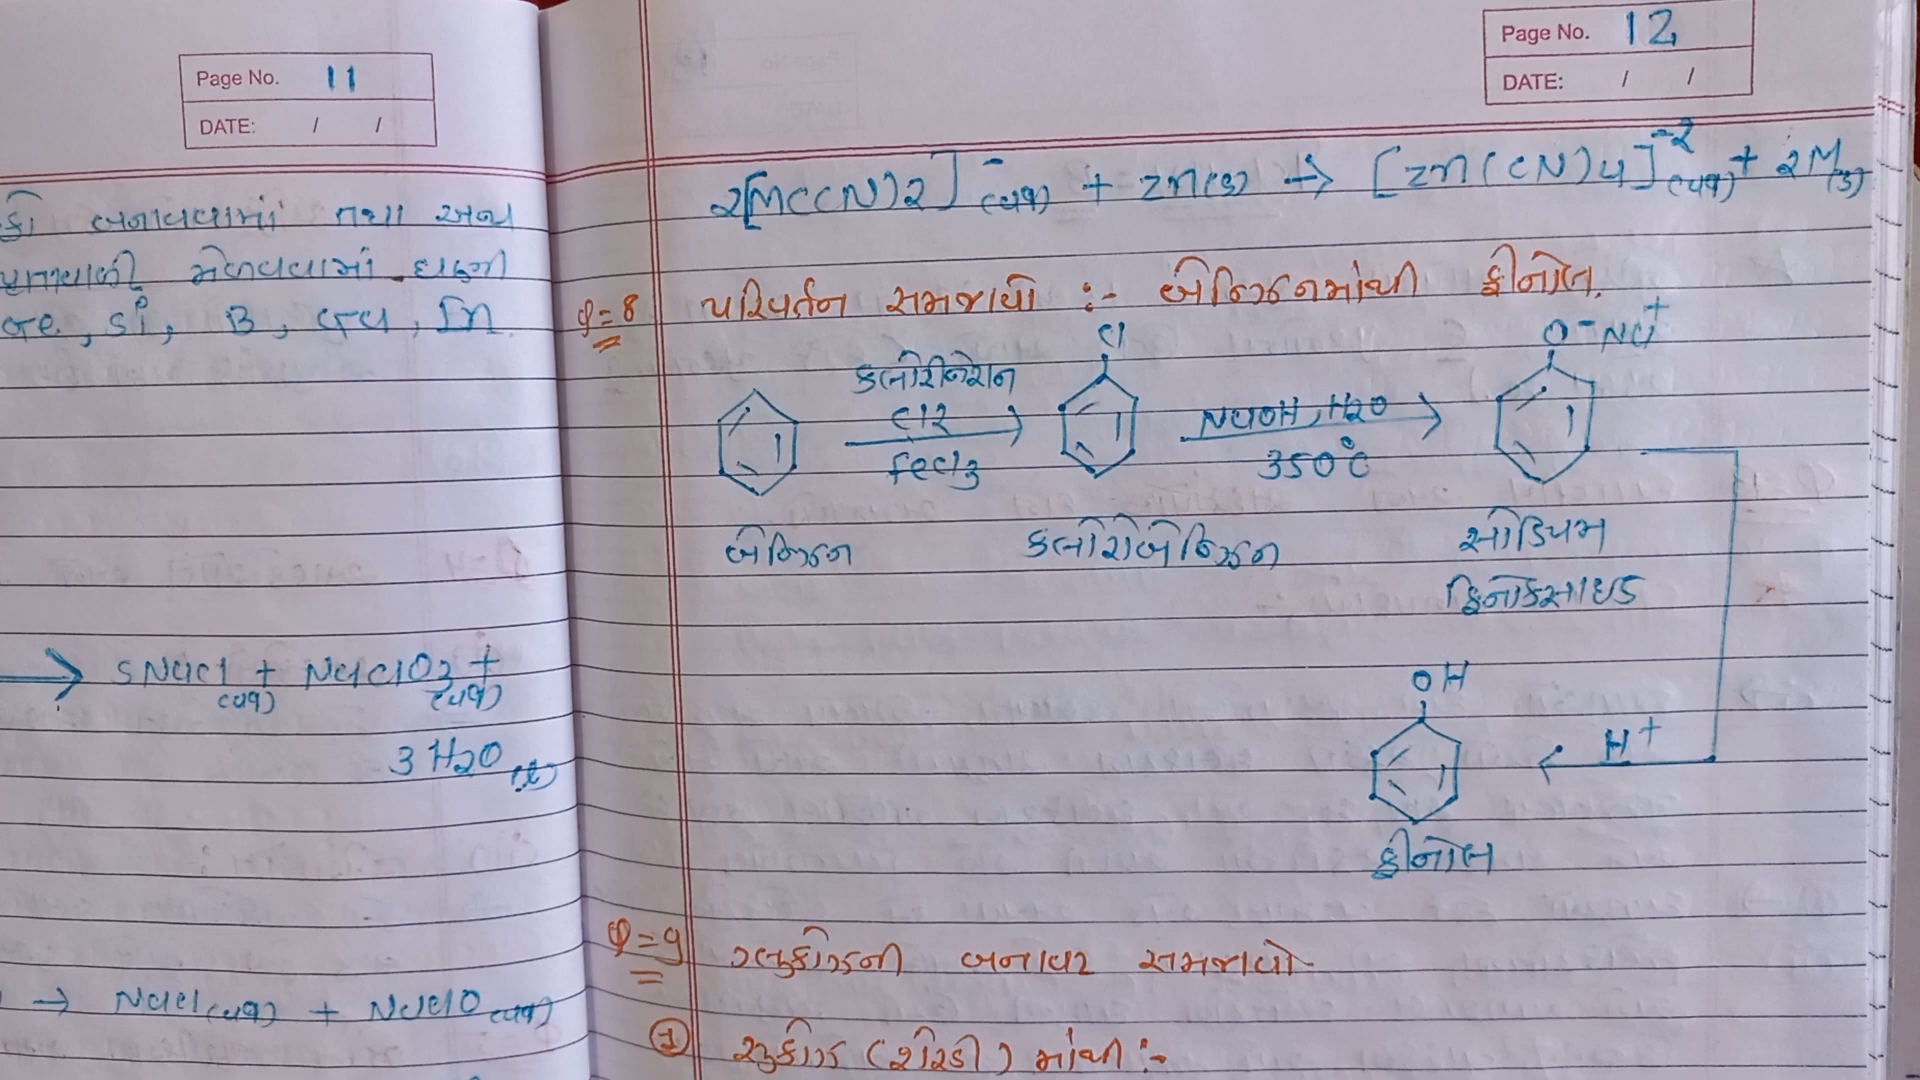 Page No. 11
DATE: / /
કો બનાવવામાં તથા અન્ય
મેળવવામાં ધાતુની
Ge, Si, B, Ga, In
→ 5NaCl(aq) + NaClO3(aq) +
3H2O(l)
→ NaCl(aq) + NaClO(aq)
Page No. 12
DATE: / /
2[M(CN)2]⁻(aq) + Zn(s) → [Zn(CN)4]⁻²(aq) + 2M(s)
Q=8 પરિવર્તન સમજાવો :- બેન્ઝિનમાંથી ફીનોલ.
Cl O⁻Na⁺
ક્લોરીનેશન
Cl2 NaOH, H2O
FeCl3 350°C
બેન્ઝિન ક્લોરોબેન્ઝિન સોડિયમ
ફિનોક્સાઇડ
OH
H⁺
ફીનોલ
Q=9 ગ્લુકોઝની બનાવટ સમજાવો
① સુક્રોઝ (શેરડી) માંથી :-